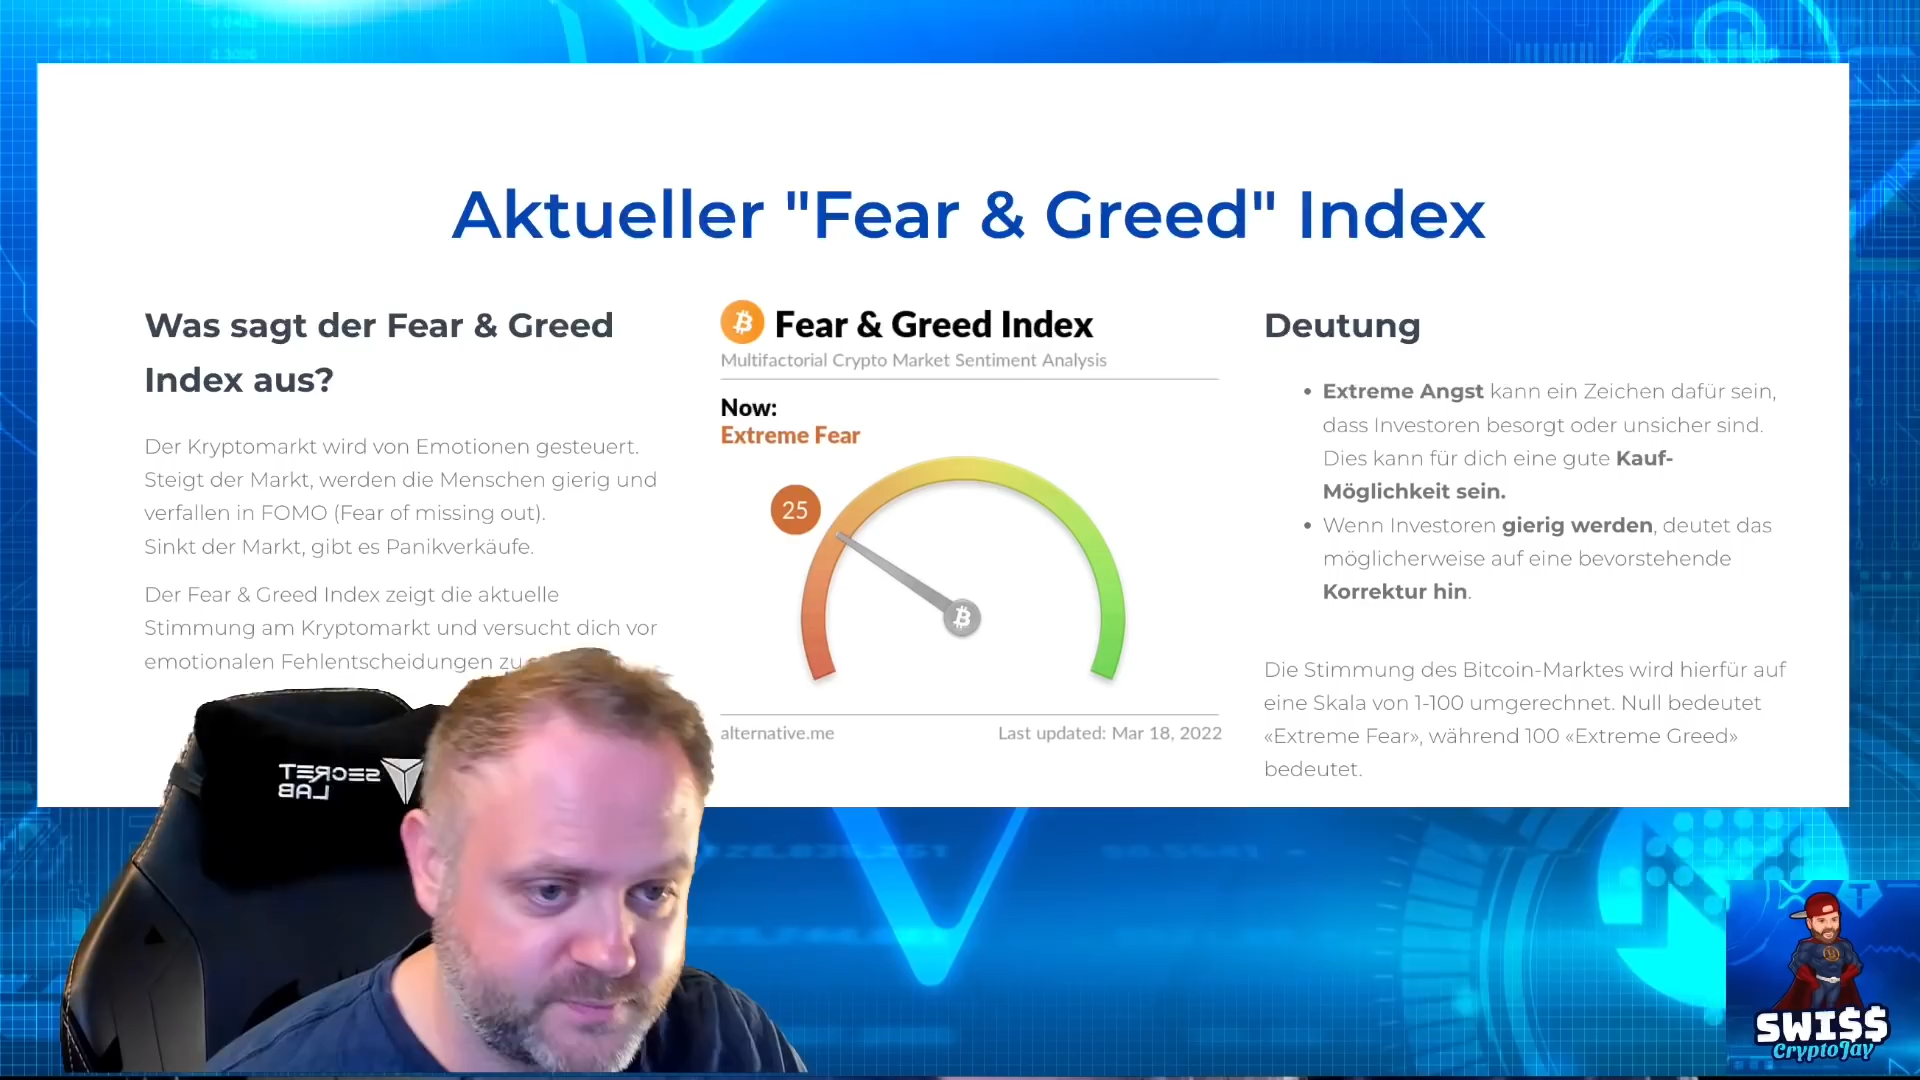 Aktueller "Fear & Greed" Index
Was sagt der Fear & Greed
Index aus?
Der Kryptomarkt wird von Emotionen gesteuert.
Steigt der Markt, werden die Menschen gierig und
verfallen in FOMO (Fear of missing out).
Sinkt der Markt, gibt es Panikverkäufe.
Der Fear & Greed Index zeigt die aktuelle
Stimmung am Kryptomarkt und versucht dich vor
emotionalen Fehlentscheidungen zu
Fear & Greed Index
Multifactorial Crypto Market Sentiment Analysis
Now:
Extreme Fear
25
alternative.me
Last updated: Mar 18, 2022
Deutung
• Extreme Angst kann ein Zeichen dafür sein,
dass Investoren besorgt oder unsicher sind.
Dies kann für dich eine gute Kauf-
Möglichkeit sein.
• Wenn Investoren gierig werden, deutet das
möglicherweise auf eine bevorstehende
Korrektur hin.
Die Stimmung des Bitcoin-Marktes wird hierfür auf
eine Skala von 1-100 umgerechnet. Null bedeutet
«Extreme Fear», während 100 «Extreme Greed»
bedeutet.
SECRET
LAB
SWI$$
CryptoJay